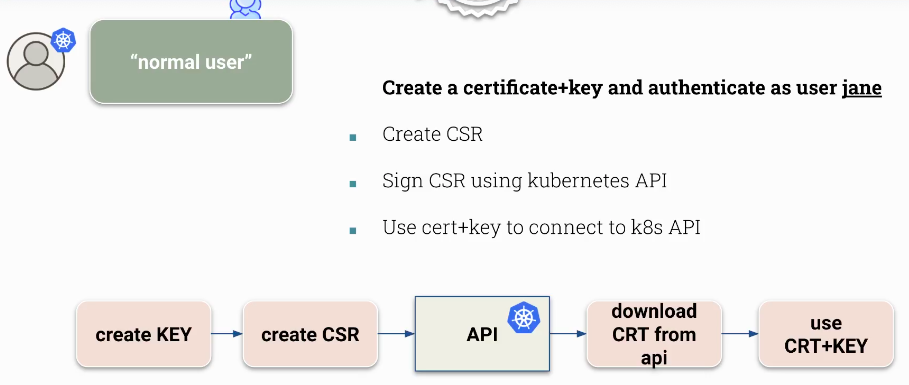 “normal user”
Create a certificate+key and authenticate as user jane
Create CSR
Sign CSR using kubernetes API
Use cert+key to connect to k8s API
create KEY
create CSR
API
download
CRT from
api
use
CRT+KEY